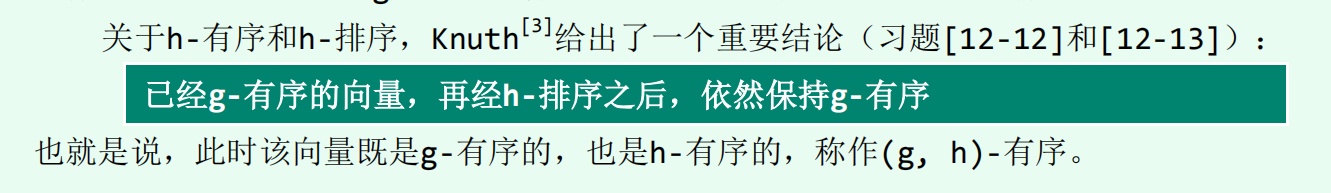 关于h-有序和h-排序，Knuth[3]给出了一个重要结论（习题[12-12]和[12-13]）：
已经g-有序的向量，再经h-排序之后，依然保持g-有序
也就是说，此时该向量既是g-有序的，也是h-有序的，称作(g, h)-有序。